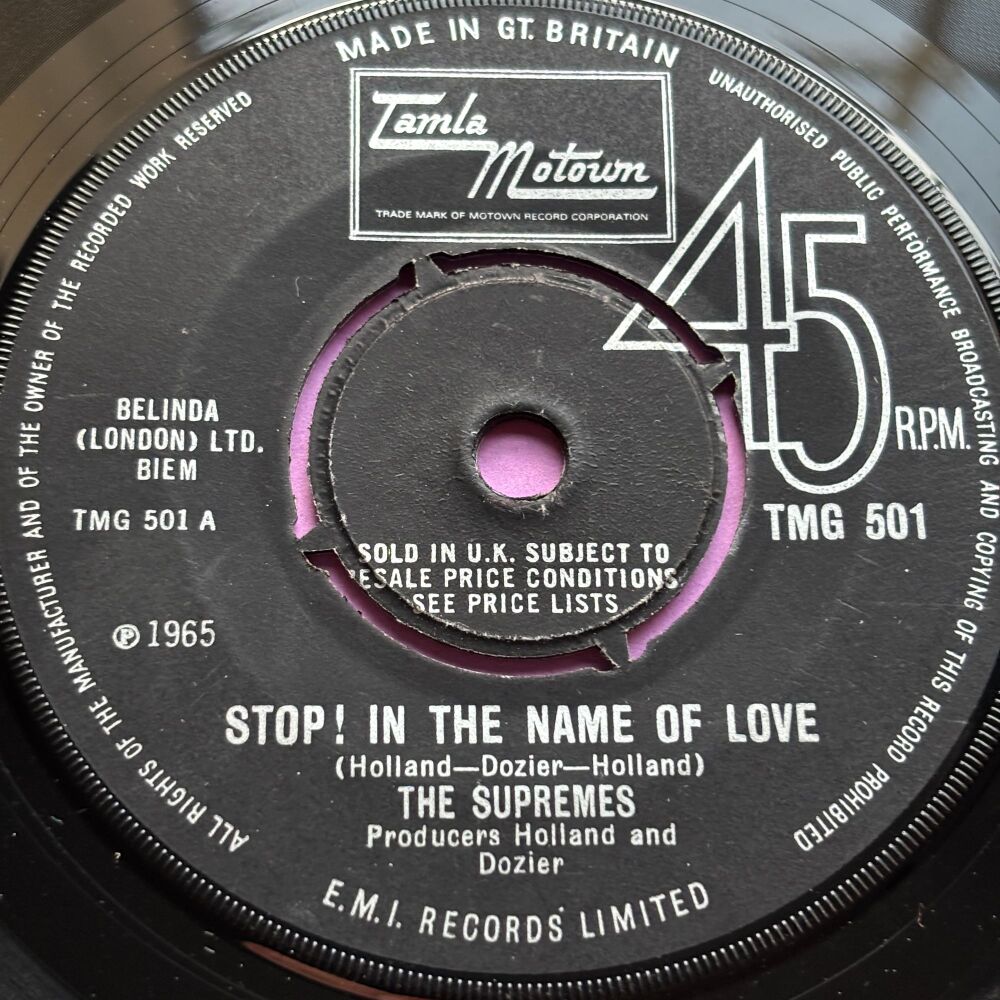 MADE IN GT. BRITAIN
UNAUTHORISED PUBLIC PERFORMANCE BROADCASTING AND COPYING OF THIS RECORD PROHIBITED
ALL RIGHTS OF THE MANUFACTURER AND OF THE OWNER OF THE RECORDED WORK RESERVED
Tamla
Motown
TRADE MARK OF MOTOWN RECORD CORPORATION
45
R.P.M.
BELINDA
(LONDON) LTD.
BIEM
TMG 501 A
TMG 501
SOLD IN U.K. SUBJECT TO
RESALE PRICE CONDITIONS
SEE PRICE LISTS
℗ 1965
STOP! IN THE NAME OF LOVE
(Holland—Dozier—Holland)
THE SUPREMES
Producers Holland and
Dozier
E.M.I. RECORDS LIMITED